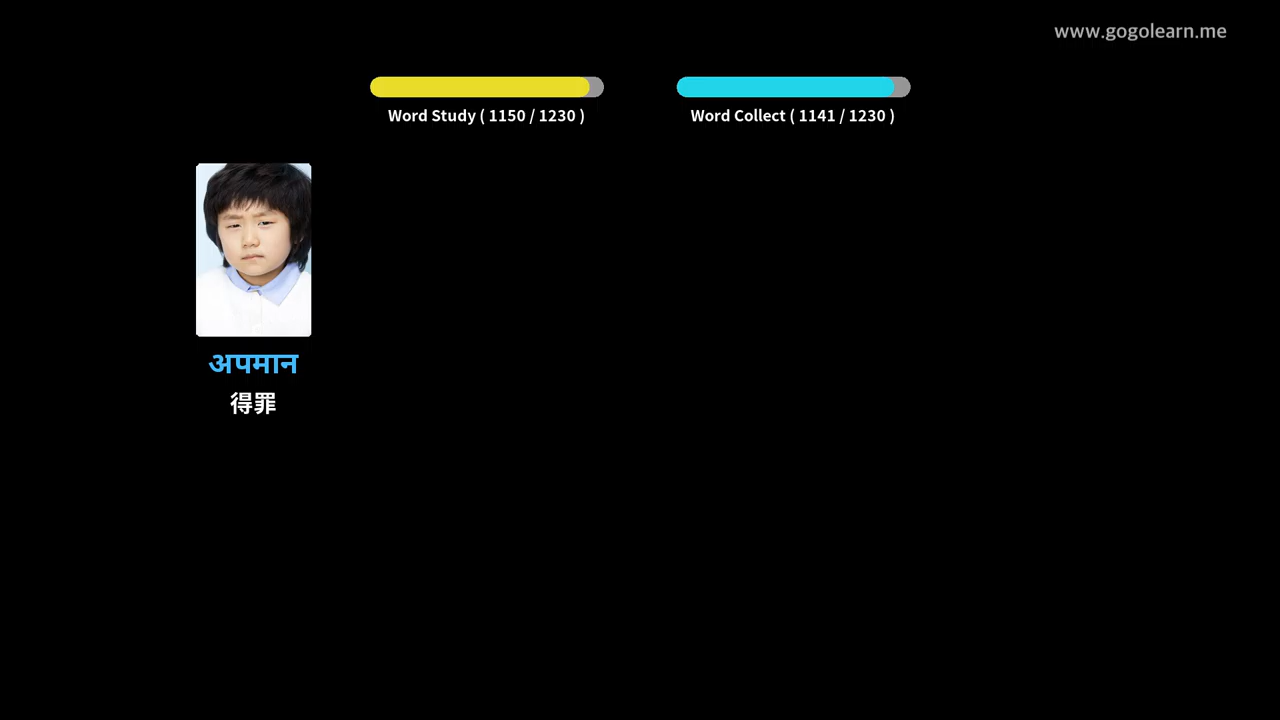 www.gogolearn.me
Word Study ( 1150 / 1230 )
Word Collect ( 1141 / 1230 )
अपमान
得罪